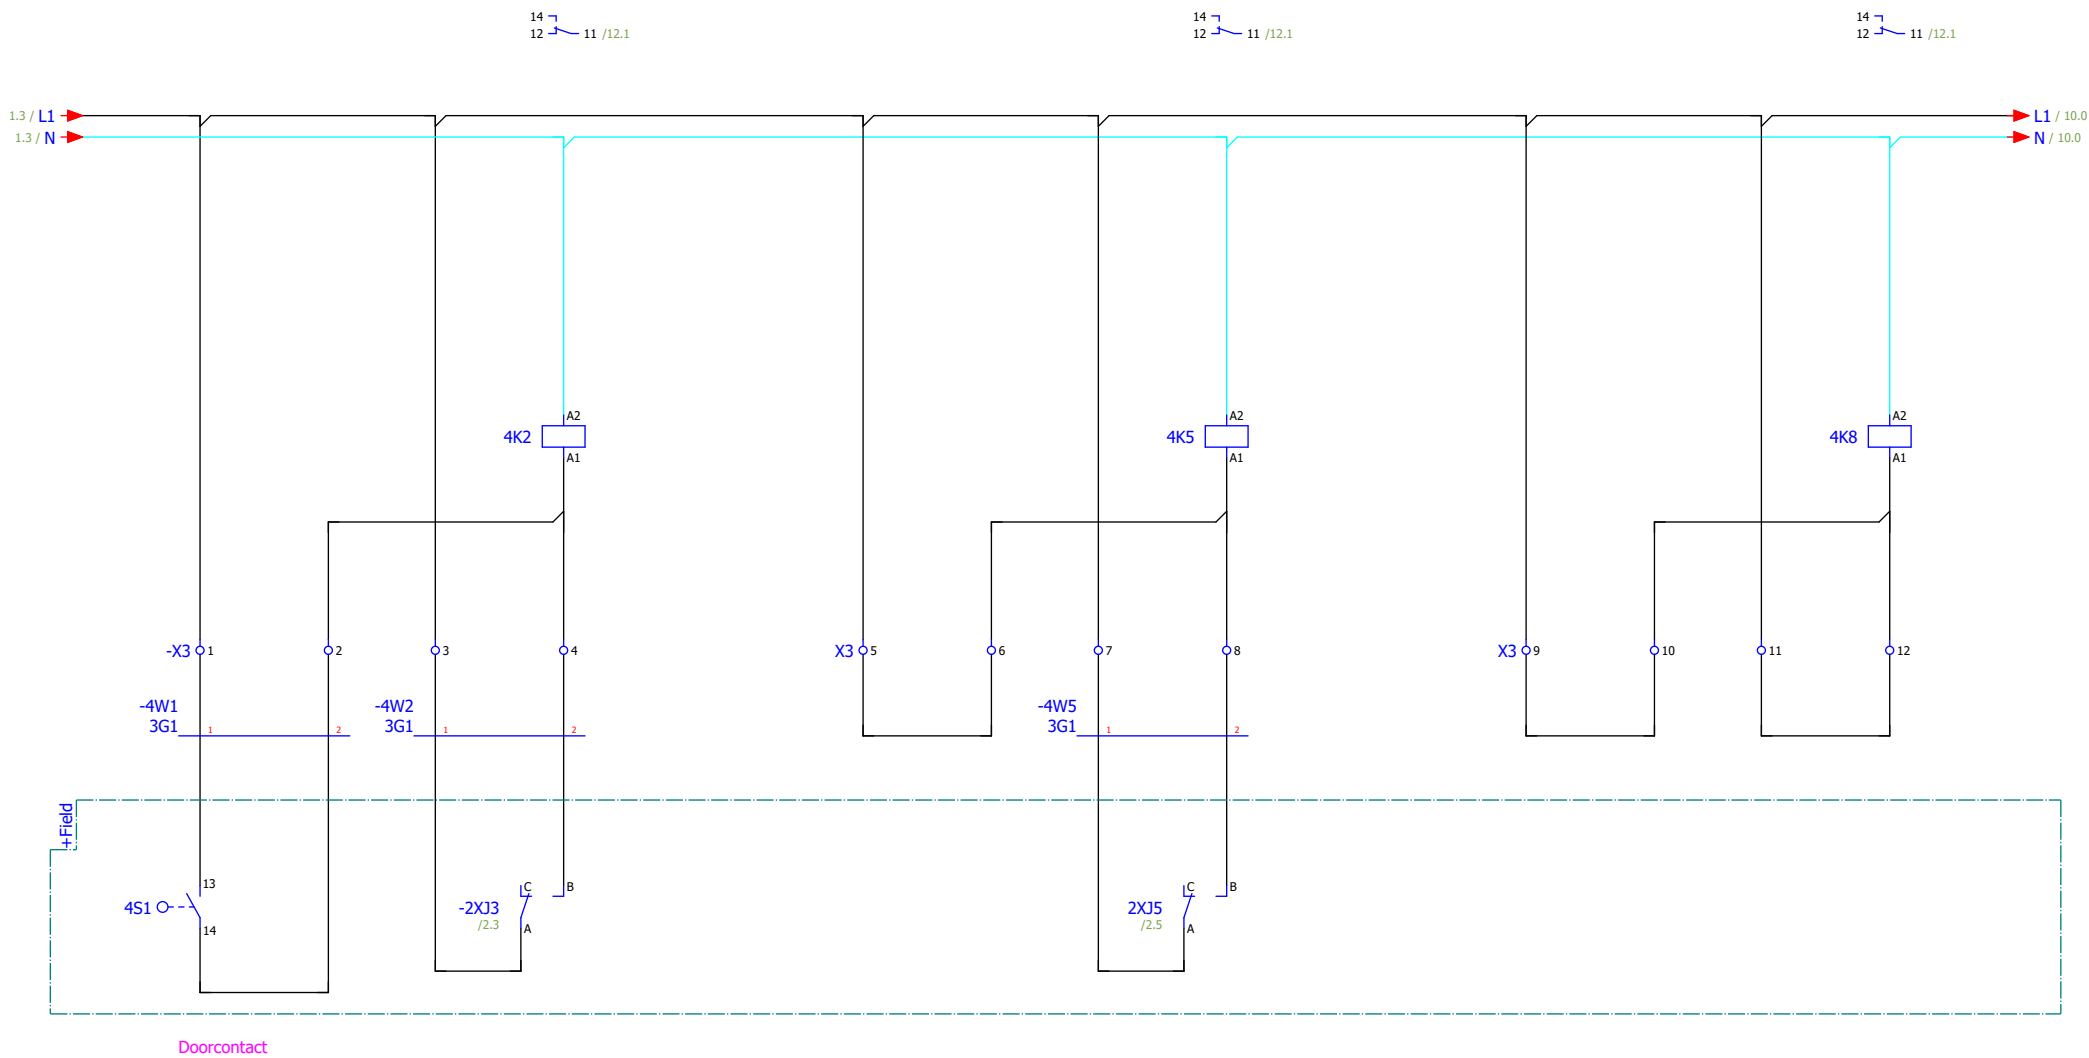 14 14 14
12 11 /12.1 12 11 /12.1 12 11 /12.1
1.3 / L1 L1 / 10.0
1.3 / N N / 10.0
A2 A2 A2
4K2 4K5 4K8
A1 A1 A1
-X3 1 2 3 4 X3 5 6 7 8 X3 9 10 11 12
-4W1 -4W2 -4W5
3G1 1 2 3G1 1 2 3G1 1 2
+Field
13 C B C B
4S1 -2XJ3 2XJ5
/2.3 /2.5
14 A A
Doorcontact